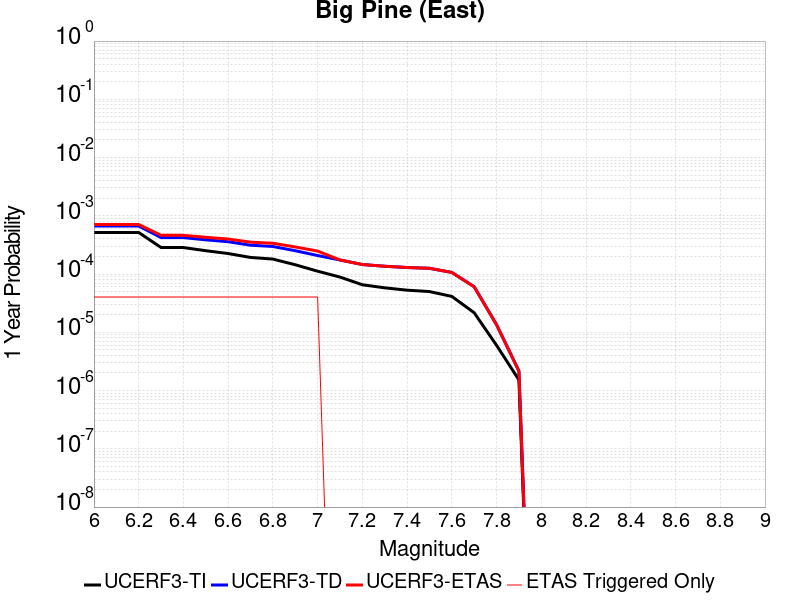 Big Pine (East)
10^0
10^-1
10^-2
10^-3
10^-4
10^-5
10^-6
10^-7
10^-8
1 Year Probability
6 6.2 6.4 6.6 6.8 7 7.2 7.4 7.6 7.8 8 8.2 8.4 8.6 8.8 9
Magnitude
UCERF3-TI UCERF3-TD UCERF3-ETAS ETAS Triggered Only